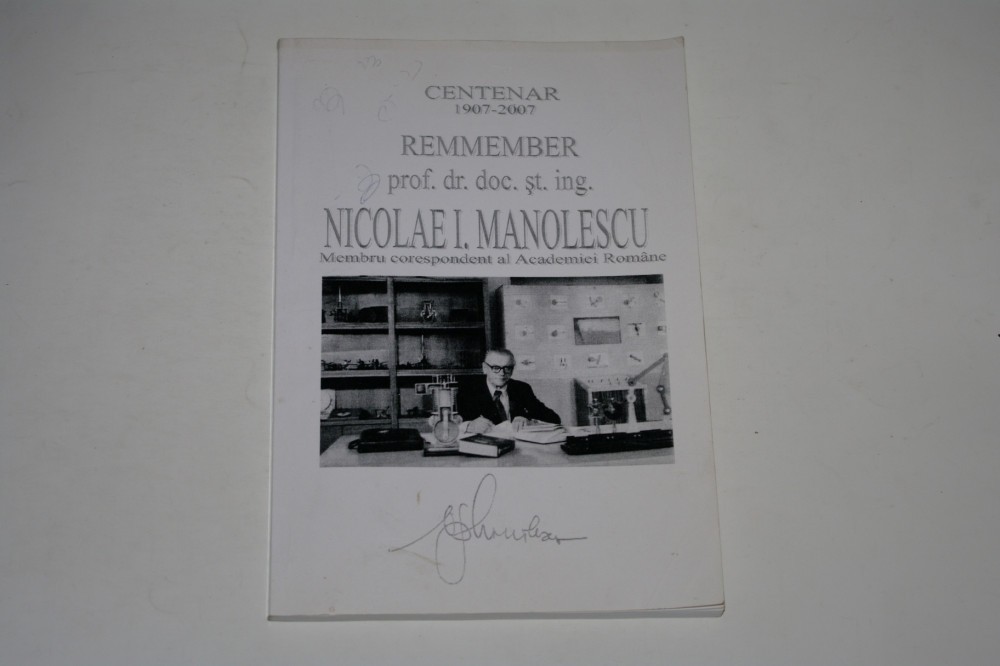 CENTENAR
1907-2007
REMMEMBER
prof. dr. doc. şt. ing.
NICOLAE I. MANOLESCU
Membru corespondent al Academiei Române